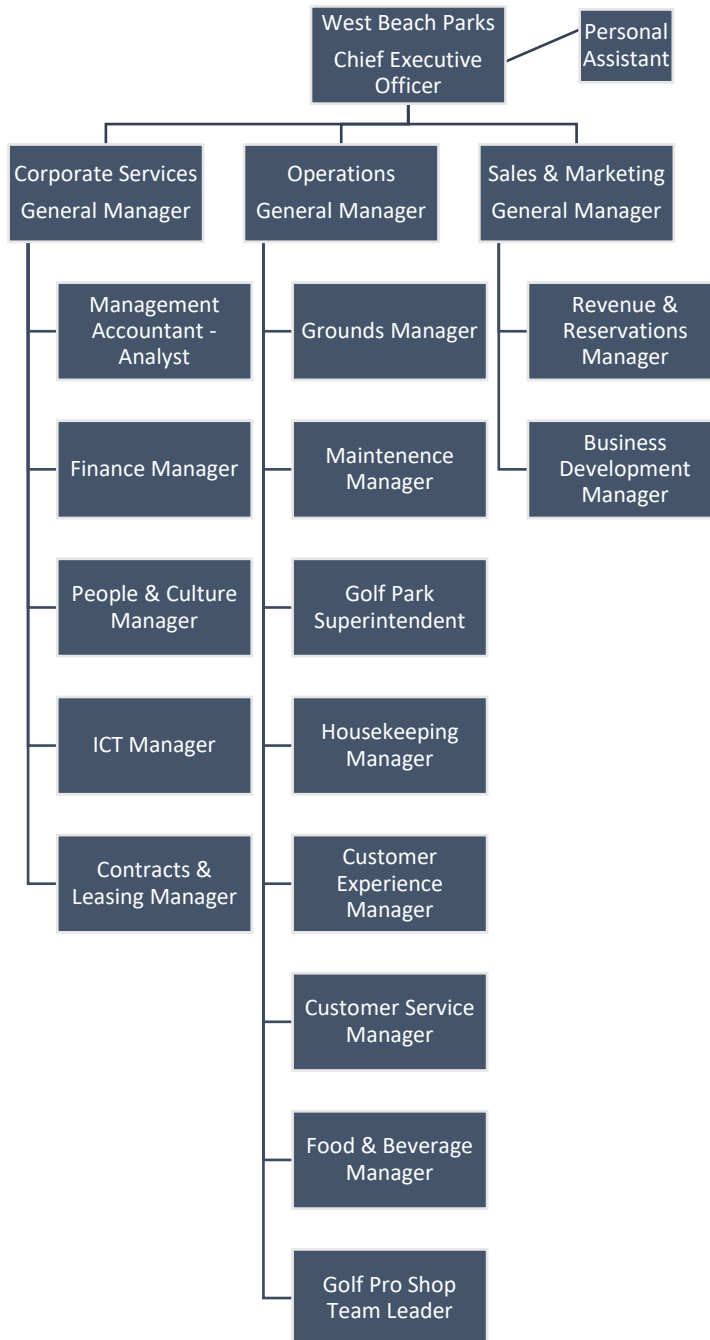 West Beach Parks
Chief Executive
Officer
Personal
Assistant
Corporate Services
General Manager
Operations
General Manager
Sales & Marketing
General Manager
Management
Accountant -
Analyst
Finance Manager
People & Culture
Manager
ICT Manager
Contracts &
Leasing Manager
Grounds Manager
Maintenence
Manager
Golf Park
Superintendent
Housekeeping
Manager
Customer
Experience
Manager
Customer Service
Manager
Food & Beverage
Manager
Golf Pro Shop
Team Leader
Revenue &
Reservations
Manager
Business
Development
Manager